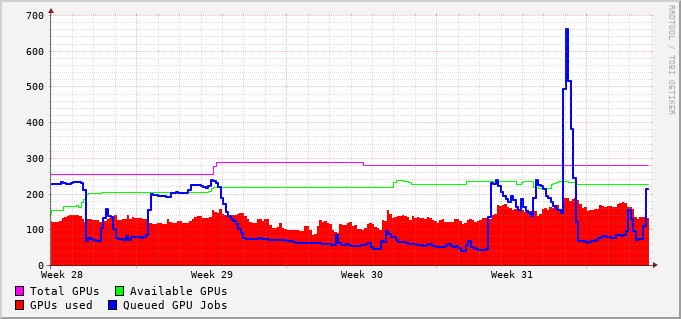 700
600
500
400
300
200
100
0
Week 28 Week 29 Week 30 Week 31
Total GPUs Available GPUs
GPUs used Queued GPU Jobs
RRDTOOL / TOBI OETIKER